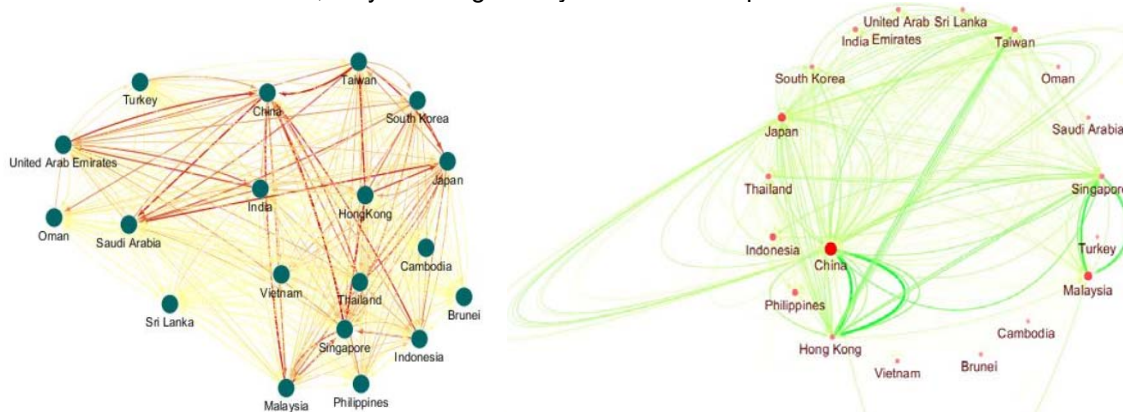 Taiwan
China
Turkey
South Korea
United Arab Emirates
Japan
India
HongKong
Oman
Saudi Arabia
Cambodia
Vietnam
Thailand
Brunei
Sri Lanka
Singapore
Indonesia
Malaysia
Philippines
United Arab Sri Lanka
India Emirates
Taiwan
South Korea
Oman
Japan
Saudi Arabia
Thailand
Singapore
Indonesia
Turkey
China
Malaysia
Philippines
Cambodia
Hong Kong
Vietnam
Brunei